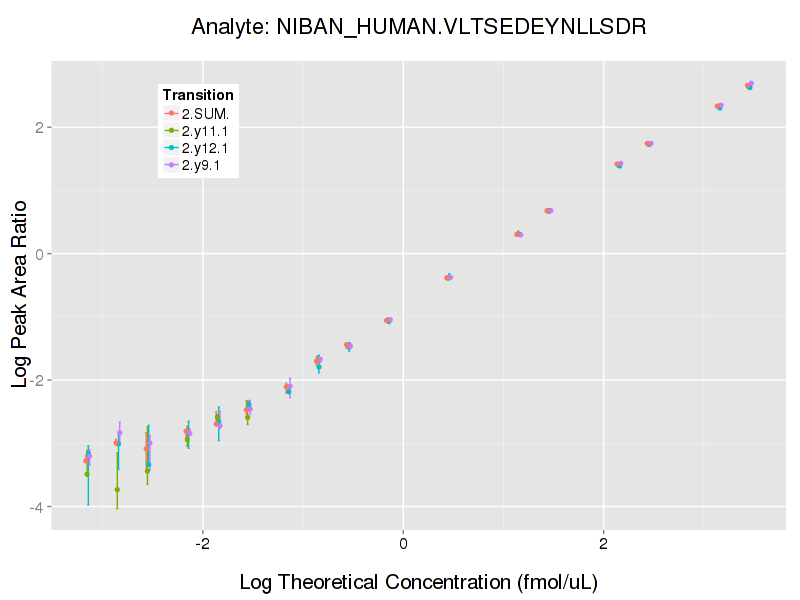 Analyte: NIBAN_HUMAN.VLTSEDEYNLLSDR
Transition
2.SUM.
2.y11.1
2.y12.1
2.y9.1
Log Peak Area Ratio
2
0
-2
-4
-2
0
2
Log Theoretical Concentration (fmol/uL)